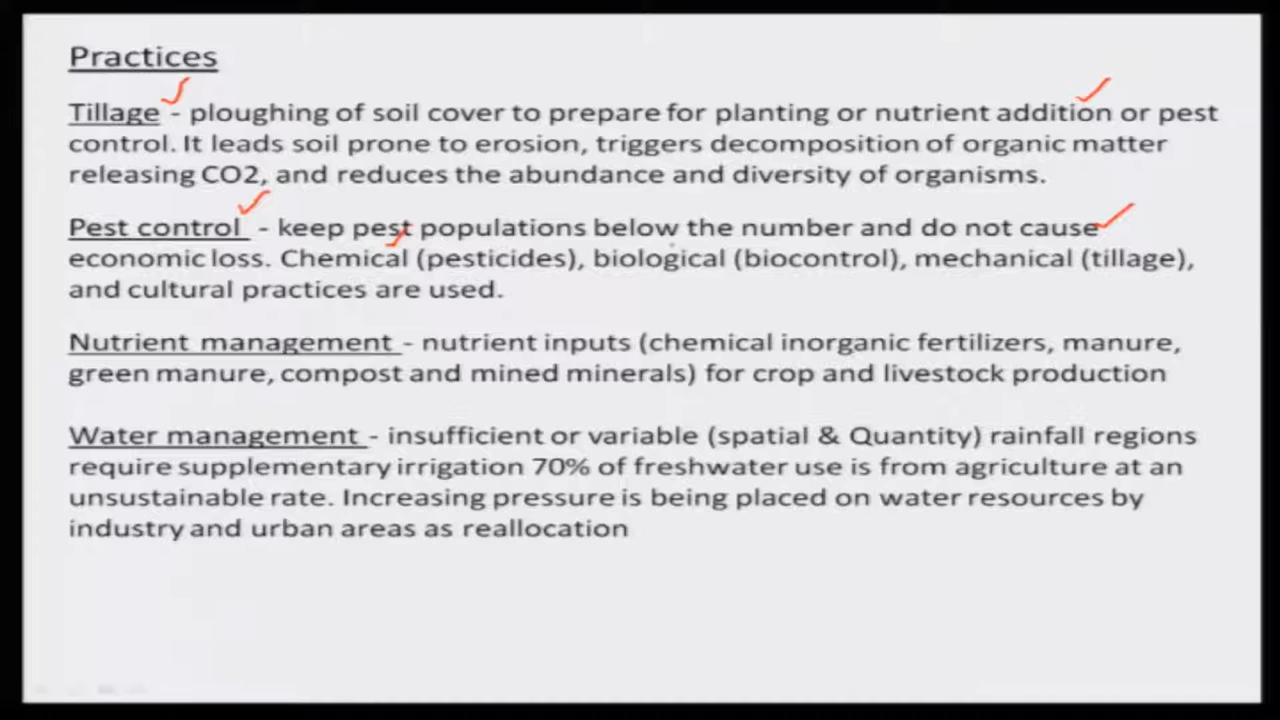 Practices
Tillage - ploughing of soil cover to prepare for planting or nutrient addition or pest
control. It leads soil prone to erosion, triggers decomposition of organic matter
releasing CO2, and reduces the abundance and diversity of organisms.
Pest control - keep pest populations below the number and do not cause
economic loss. Chemical (pesticides), biological (biocontrol), mechanical (tillage),
and cultural practices are used.
Nutrient management - nutrient inputs (chemical inorganic fertilizers, manure,
green manure, compost and mined minerals) for crop and livestock production
Water management - insufficient or variable (spatial & Quantity) rainfall regions
require supplementary irrigation 70% of freshwater use is from agriculture at an
unsustainable rate. Increasing pressure is being placed on water resources by
industry and urban areas as reallocation